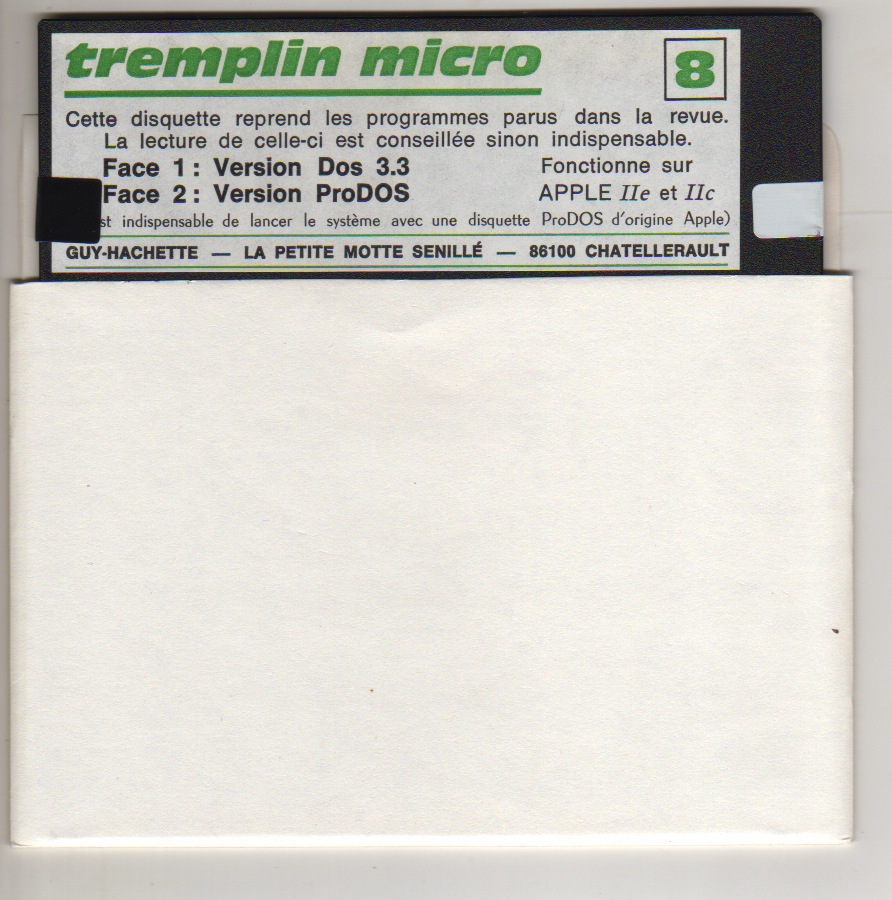 tremplin micro 8
Cette disquette reprend les programmes parus dans la revue.
La lecture de celle-ci est conseillée sinon indispensable.
Face 1 : Version Dos 3.3 Fonctionne sur
Face 2 : Version ProDOS APPLE IIe et IIc
st indispensable de lancer le système avec une disquette ProDOS d'origine Apple)
GUY-HACHETTE — LA PETITE MOTTE SENILLÉ — 86100 CHATELLERAULT